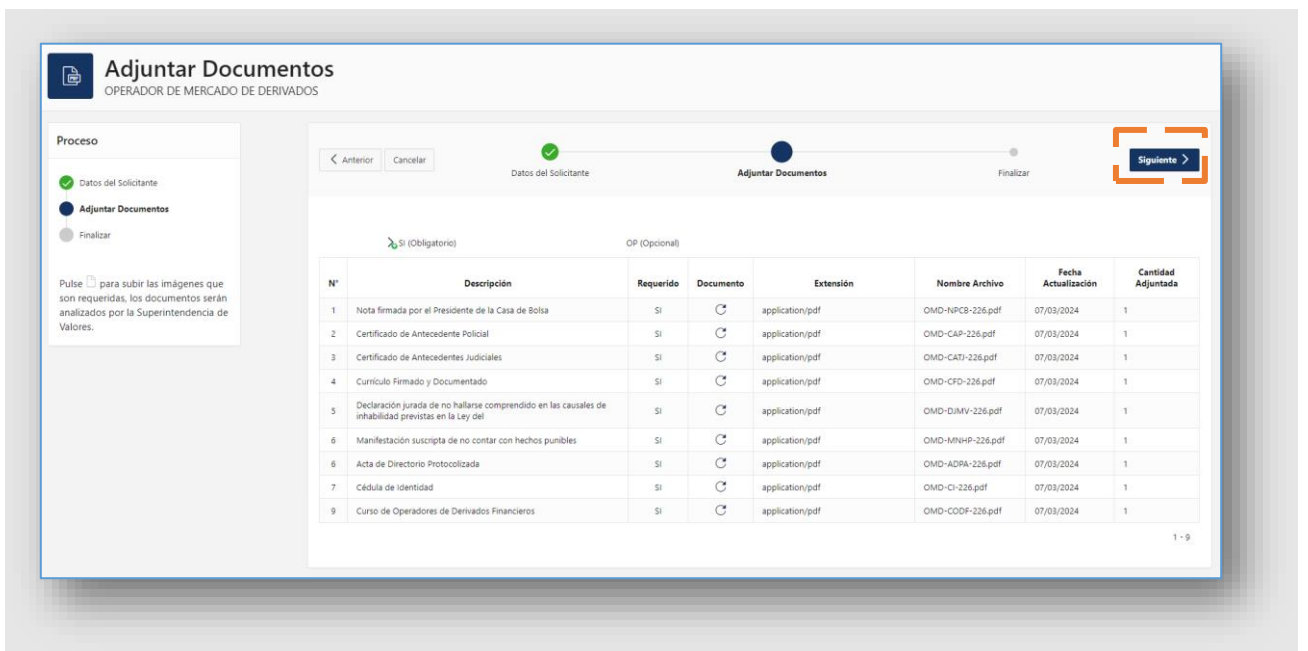 Adjuntar Documentos
OPERADOR DE MERCADO DE DERIVADOS
Proceso
Datos del Solicitante
Adjuntar Documentos
Finalizar
Pulse para subir las imágenes que
son requeridas, los documentos serán
analizados por la Superintendencia de
Valores.
Anterior Cancelar
Datos del Solicitante Adjuntar Documentos Finalizar
Siguiente
SI (Obligatorio) OP (Opcional)
N° Descripción Requerido Documento Extensión Nombre Archivo Fecha Actualización Cantidad Adjuntada
1 Nota firmada por el Presidente de la Casa de Bolsa SI application/pdf OMD-NPCB-226.pdf 07/03/2024 1
2 Certificado de Antecedente Policial SI application/pdf OMD-CAP-226.pdf 07/03/2024 1
3 Certificado de Antecedentes Judiciales SI application/pdf OMD-CATJ-226.pdf 07/03/2024 1
4 Currículo Firmado y Documentado SI application/pdf OMD-CFD-226.pdf 07/03/2024 1
5 Declaración jurada de no hallarse comprendido en las causales de
inhabilidad previstas en la Ley del SI application/pdf OMD-DJMV-226.pdf 07/03/2024 1
6 Manifestación suscripta de no contar con hechos punibles SI application/pdf OMD-MNHP-226.pdf 07/03/2024 1
6 Acta de Directorio Protocolizada SI application/pdf OMD-ADPA-226.pdf 07/03/2024 1
7 Cédula de Identidad SI application/pdf OMD-CI-226.pdf 07/03/2024 1
9 Curso de Operadores de Derivados Financieros SI application/pdf OMD-CODF-226.pdf 07/03/2024 1
1 - 9